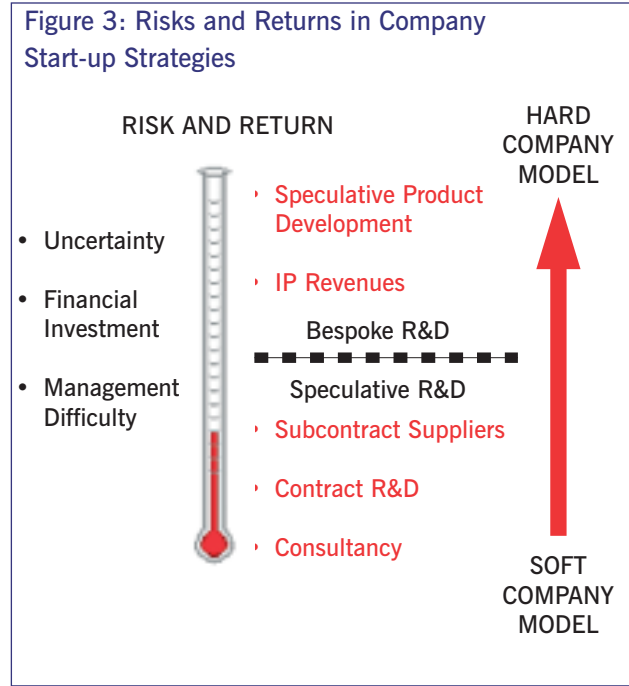 Figure 3: Risks and Returns in Company
Start-up Strategies
RISK AND RETURN
HARD
COMPANY
MODEL
• Uncertainty
• Financial
Investment
• Management
Difficulty
Speculative Product
Development
IP Revenues
Bespoke R&D
Speculative R&D
Subcontract Suppliers
Contract R&D
Consultancy
SOFT
COMPANY
MODEL